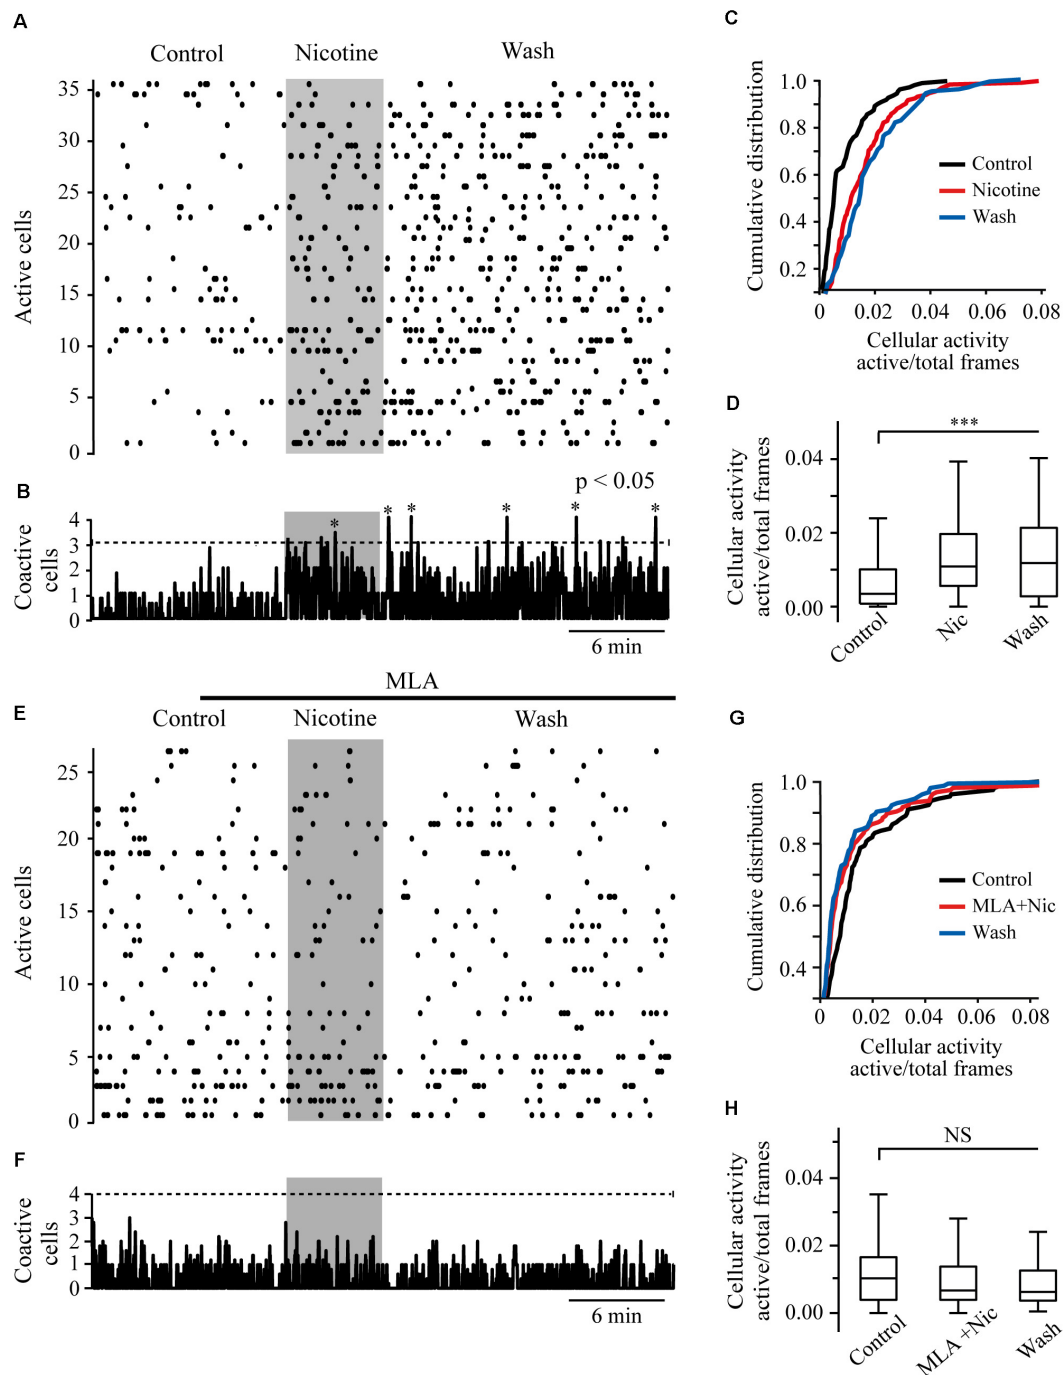 A
Control Nicotine Wash
35
30
25
20
15
10
5
0
Active cells
B
p < 0.05
* * * * * *
4
3
2
1
0
Coactive
cells
6 min
C
1.0
0.8
0.6
0.4
0.2
Cumulative distribution
Control
Nicotine
Wash
0 0.02 0.04 0.06 0.08
Cellular activity
active/total frames
D
***
0.04
0.02
0.00
Cellular activity
active/total frames
Control Nic Wash
MLA
E
Control Nicotine Wash
25
20
15
10
5
0
Active cells
F
4
3
2
1
0
Coactive
cells
6 min
G
1.0
0.8
0.6
0.4
Cumulative distribution
Control
MLA+Nic
Wash
0 0.02 0.04 0.06 0.08
Cellular activity
active/total frames
H
NS
0.04
0.02
0.00
Cellular activity
active/total frames
Control MLA +Nic Wash